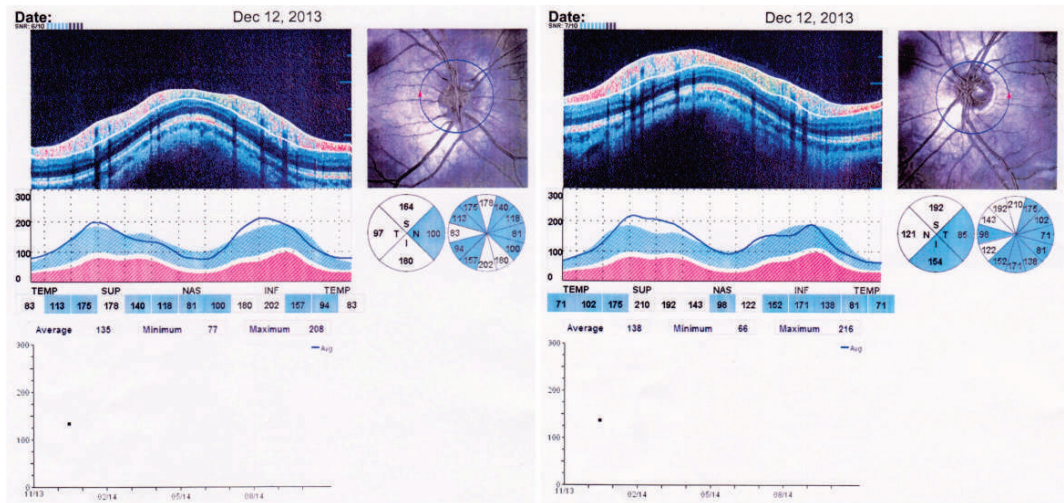 Date: Dec 12, 2013
SNR: 6/10
300
200
100
0
164
S
97 T N 100
I
180
178
175 140
113 118
83 81
94 100
157 180
202
TEMP SUP NAS INF TEMP
83 113 175 178 140 118 81 100 180 202 157 94 83
Average 135 Minimum 77 Maximum 208
300
Avg
200
100
0
11/13 02/14 05/14 08/14
Date: Dec 12, 2013
SNR: 7/10
300
200
100
0
192
S
121 N T 85
I
154
210
192 175
143 102
98 71
122 81
152 138
171
TEMP SUP NAS INF TEMP
71 102 175 210 192 143 98 122 152 171 138 81 71
Average 138 Minimum 66 Maximum 216
300
Avg
200
100
0
11/13 02/14 05/14 08/14